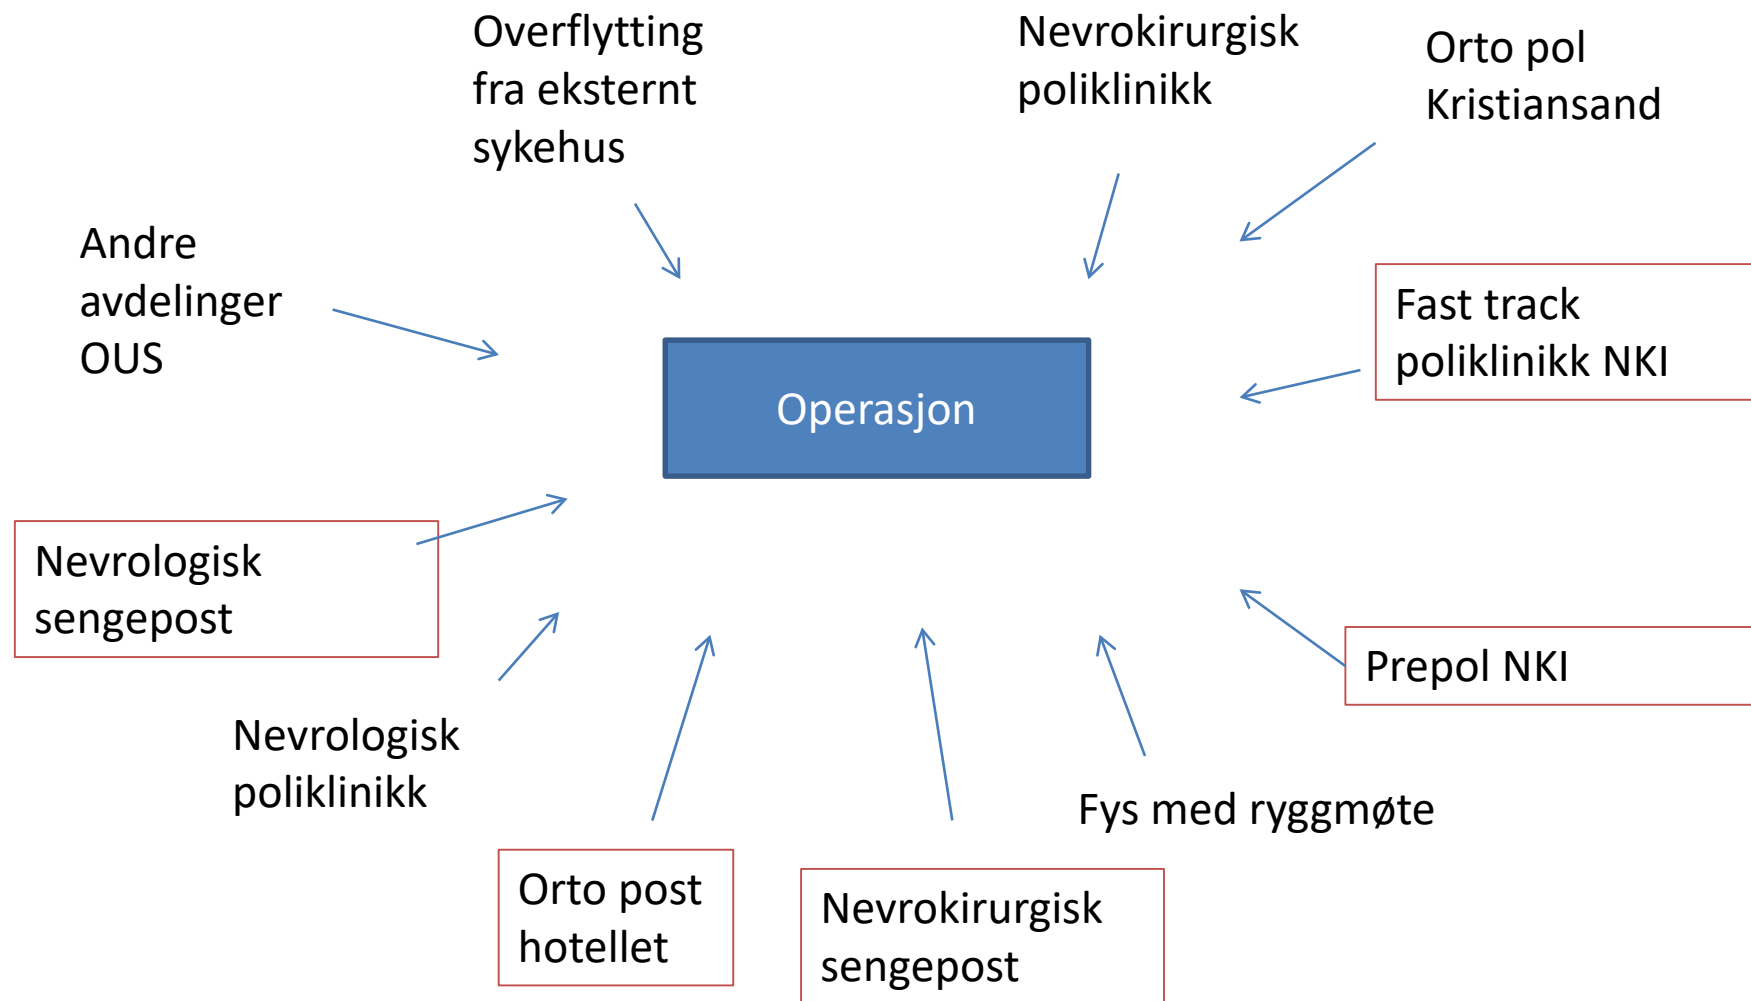 Overflytting
fra eksternt
sykehus
Nevrokirurgisk
poliklinikk
Orto pol
Kristiansand
Andre
avdelinger
OUS
Fast track
poliklinikk NKI
Operasjon
Nevrologisk
sengepost
Prepol NKI
Nevrologisk
poliklinikk
Fys med ryggmøte
Orto post
hotellet
Nevrokirurgisk
sengepost